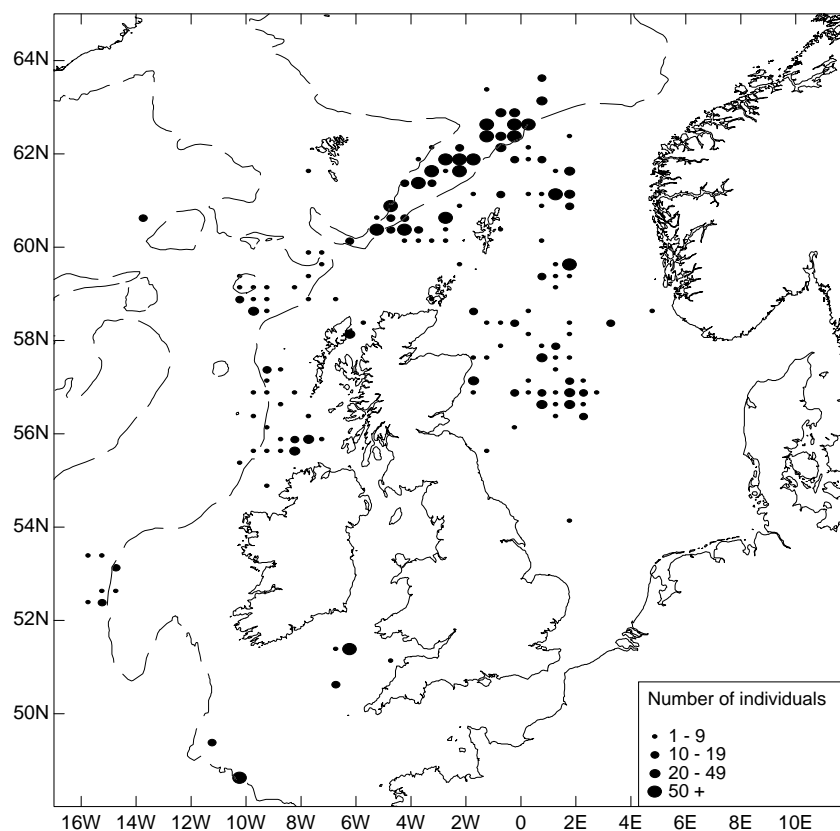 64N
62N
60N
58N
56N
54N
52N
50N
Number of individuals
1 - 9
10 - 19
20 - 49
50 +
16W 14W 12W 10W 8W 6W 4W 2W 0 2E 4E 6E 8E 10E